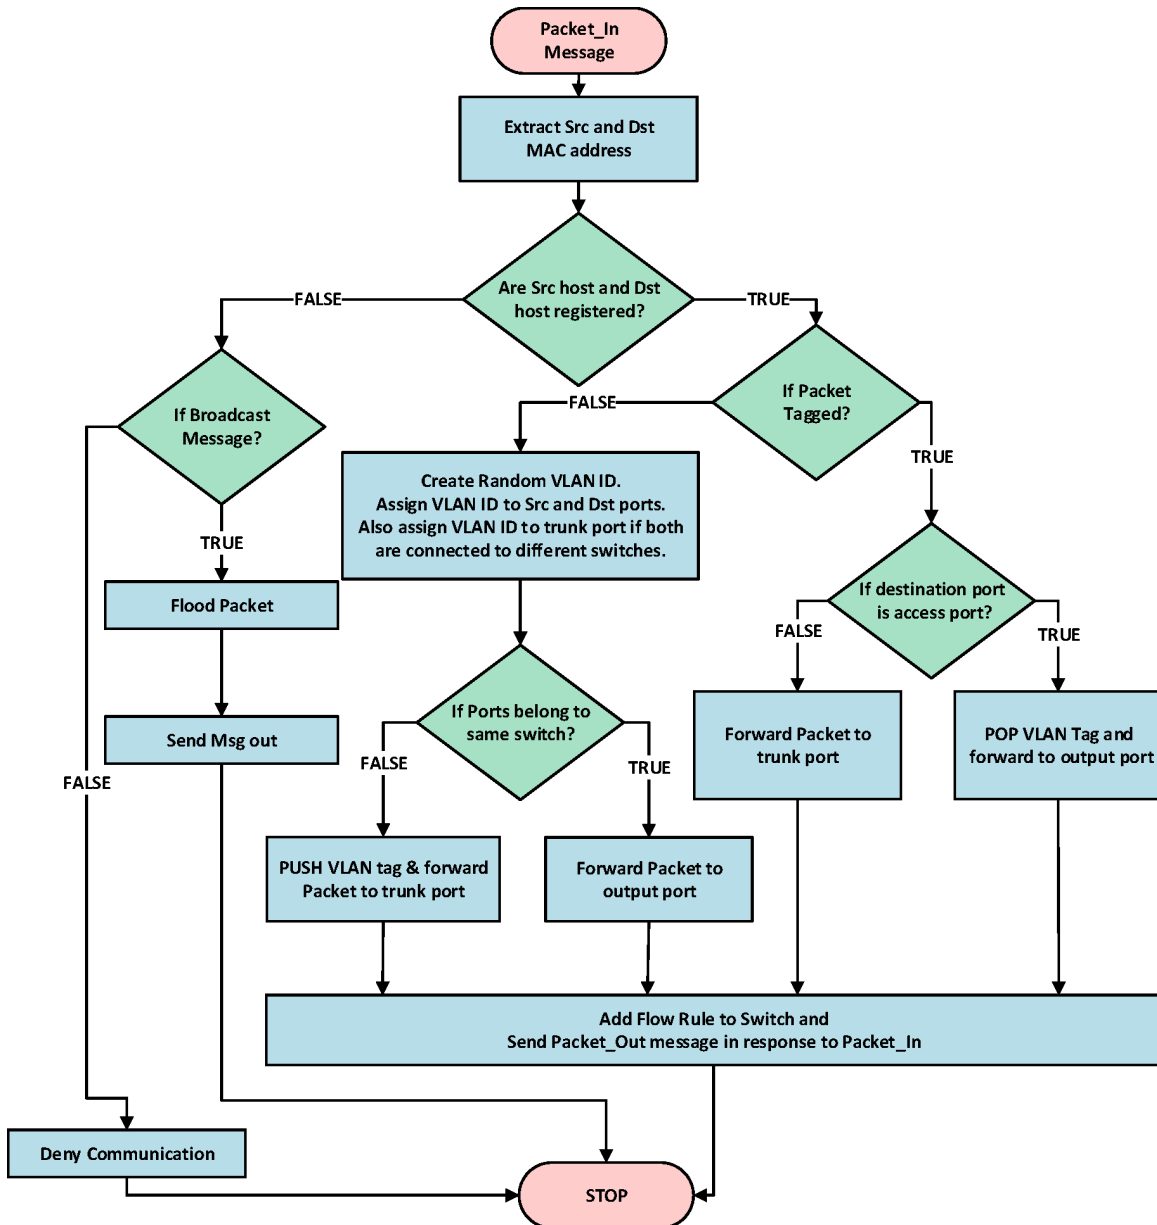 Packet_In
Message
Extract Src and Dst
MAC address
Are Src host and Dst
host registered?
FALSE
TRUE
If Broadcast
Message?
If Packet
Tagged?
FALSE
TRUE
Create Random VLAN ID.
Assign VLAN ID to Src and Dst ports.
Also assign VLAN ID to trunk port if both
are connected to different switches.
TRUE
Flood Packet
If destination port
is access port?
FALSE
TRUE
Send Msg out
If Ports belong to
same switch?
Forward Packet to
trunk port
POP VLAN Tag and
forward to output port
FALSE
FALSE
TRUE
PUSH VLAN tag & forward
Packet to trunk port
Forward Packet to
output port
Add Flow Rule to Switch and
Send Packet_Out message in response to Packet_In
Deny Communication
STOP